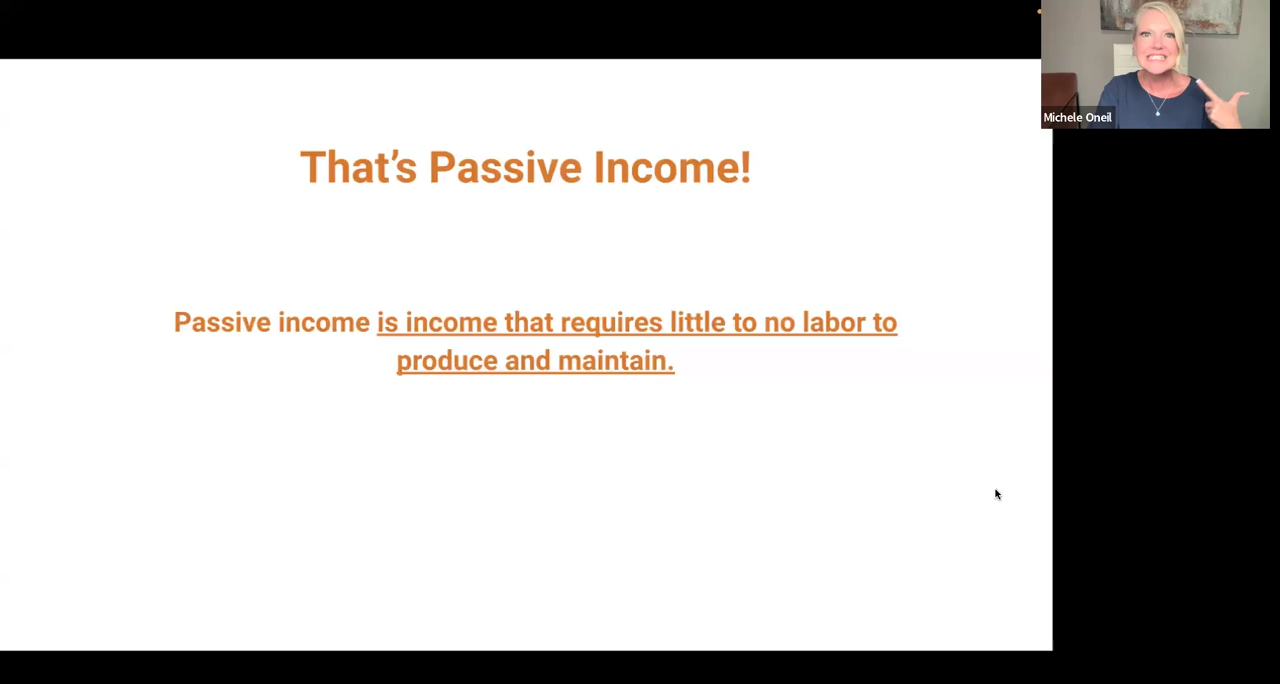 Michele Oneil
That’s Passive Income!
Passive income is income that requires little to no labor to
produce and maintain.